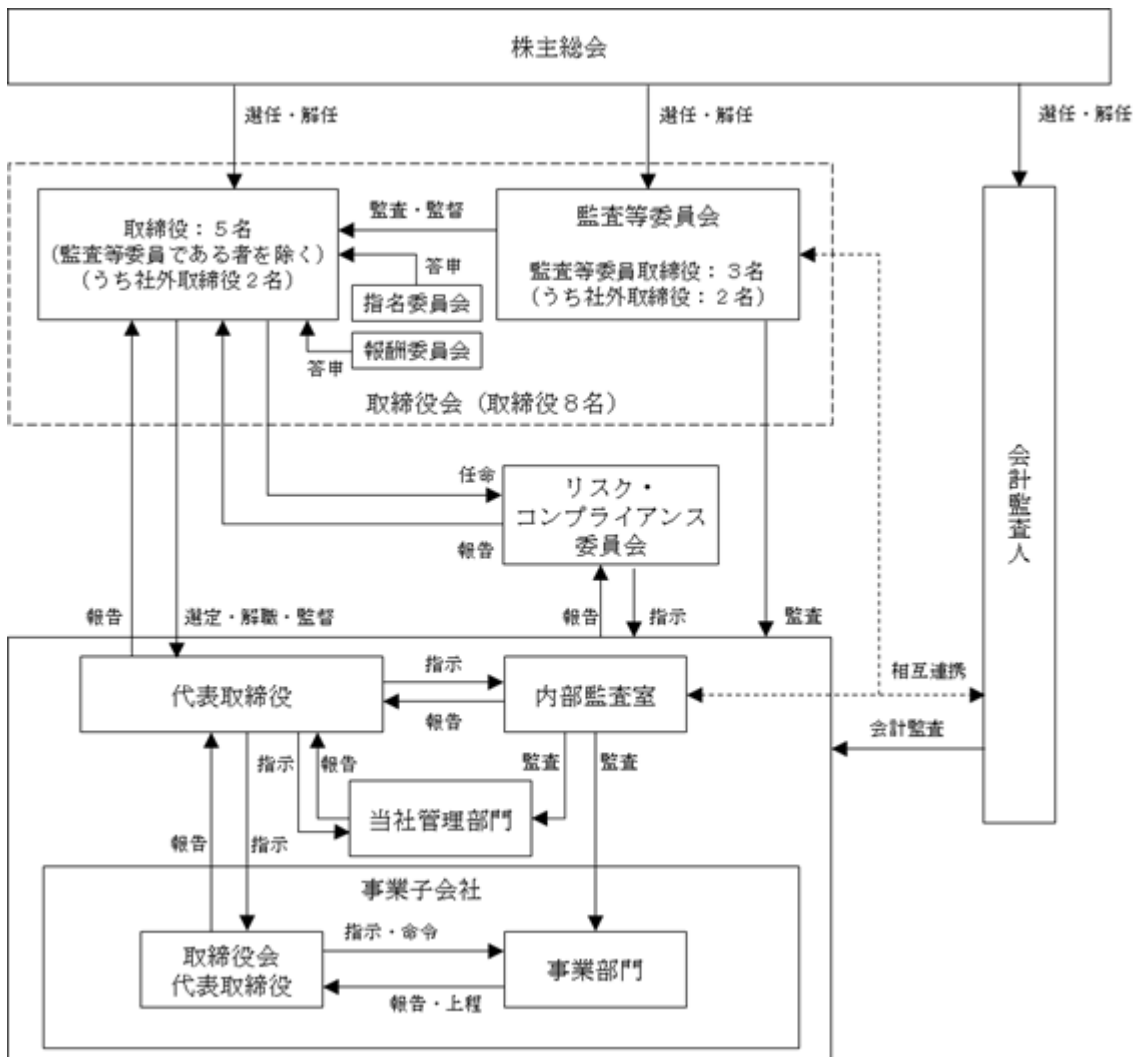 株主総会
選任・解任
選任・解任
選任・解任
取締役：５名
（監査等委員である者を除く）
（うち社外取締役２名）
監査・監督
答申
指名委員会
報酬委員会
答申
監査等委員会
監査等委員取締役：３名
（うち社外取締役：２名）
取締役会（取締役８名）
会計監査人
任命
報告
リスク・
コンプライアンス
委員会
報告
選定・解職・監督
報告
指示
監査
代表取締役
指示
報告
内部監査室
相互連携
会計監査
指示
報告
監査
監査
当社管理部門
報告
指示
事業子会社
取締役会
代表取締役
指示・命令
報告・上程
事業部門